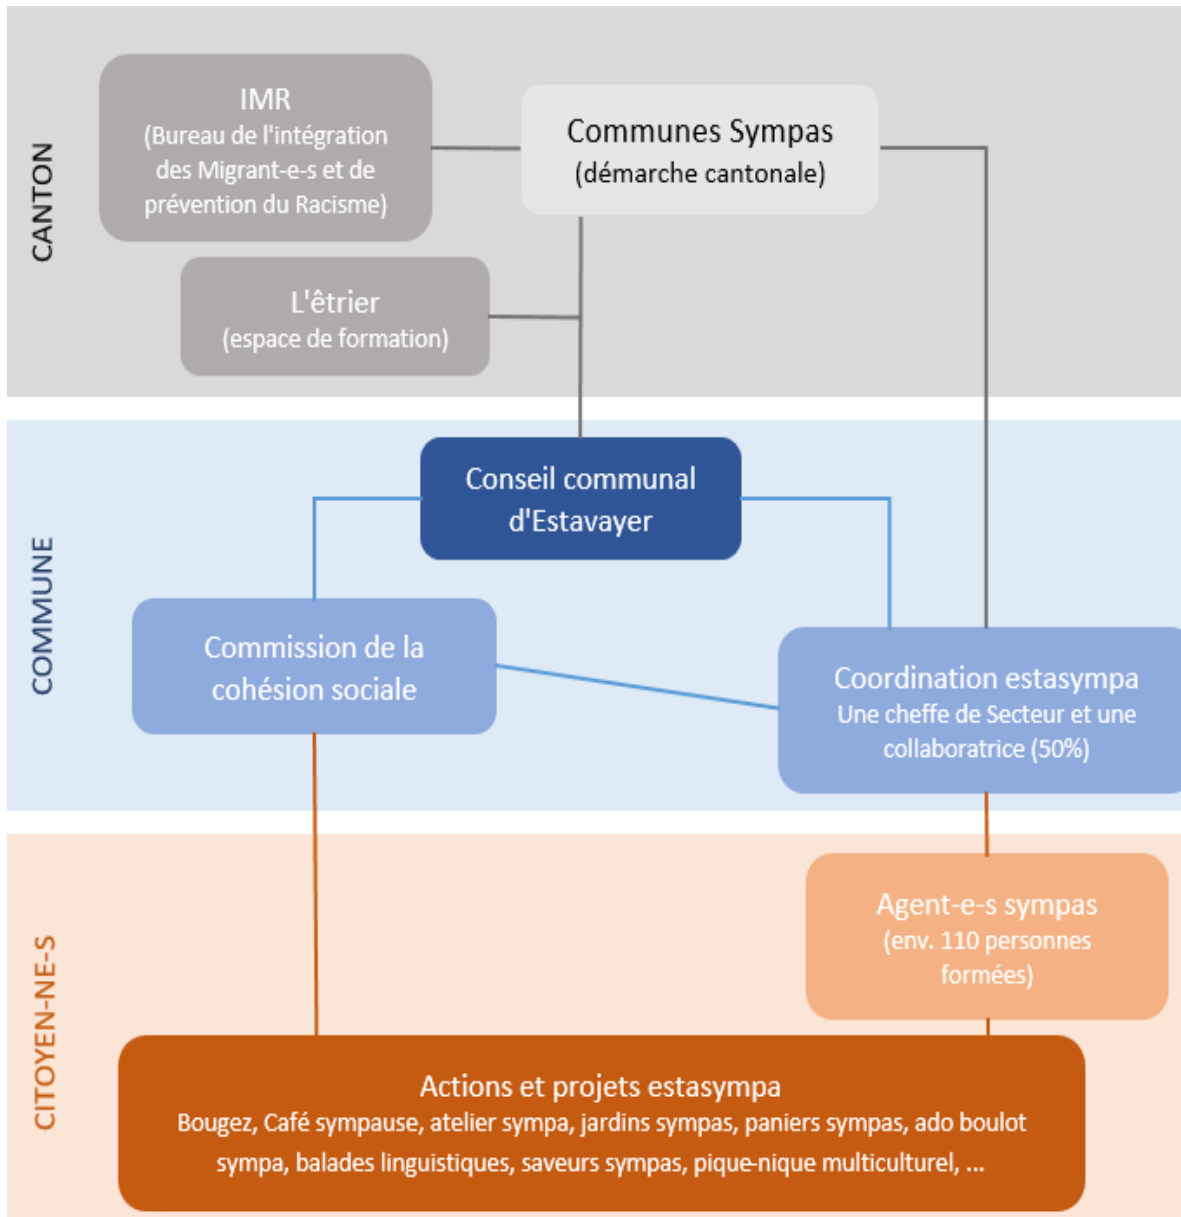 CANTON
IMR
(Bureau de l'intégration
des Migrant-e-s et de
prévention du Racisme)
Communes Sympas
(démarche cantonale)
L'êtrier
(espace de formation)
COMMUNE
Conseil communal
d'Estavayer
Commission de la
cohésion sociale
Coordination estasympa
Une cheffe de Secteur et une
collaboratrice (50%)
CITOYEN-NE-S
Agent-e-s sympas
(env. 110 personnes
formées)
Actions et projets estasympa
Bougez, Café sympause, atelier sympa, jardins sympas, paniers sympas, ado boulot
sympa, balades linguistiques, saveurs sympas, pique-nique multiculturel, ...